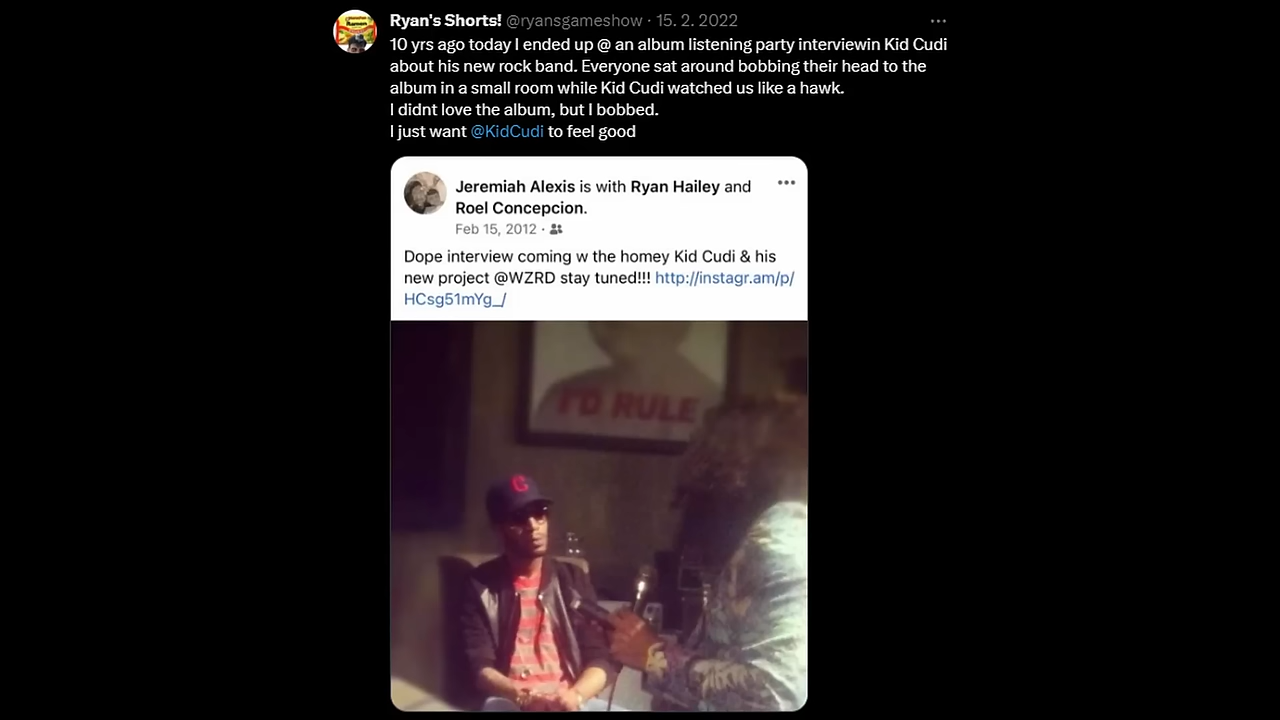 Ryan's Shorts! @ryansgameshow · 15. 2. 2022
10 yrs ago today I ended up @ an album listening party interviewin Kid Cudi
about his new rock band. Everyone sat around bobbing their head to the
album in a small room while Kid Cudi watched us like a hawk.
I didnt love the album, but I bobbed.
I just want @KidCudi to feel good
Jeremiah Alexis is with Ryan Hailey and
Roel Concepcion.
Feb 15, 2012 ·
Dope interview coming w the homey Kid Cudi & his
new project @WZRD stay tuned!!! http://instagr.am/p/
HCsg51mYg_/
I'D RULE
C